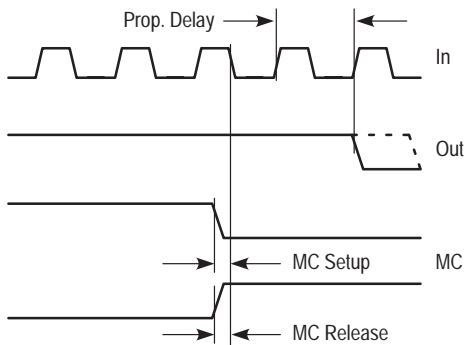 Prop. Delay
In
Out
MC Setup
MC
MC Release